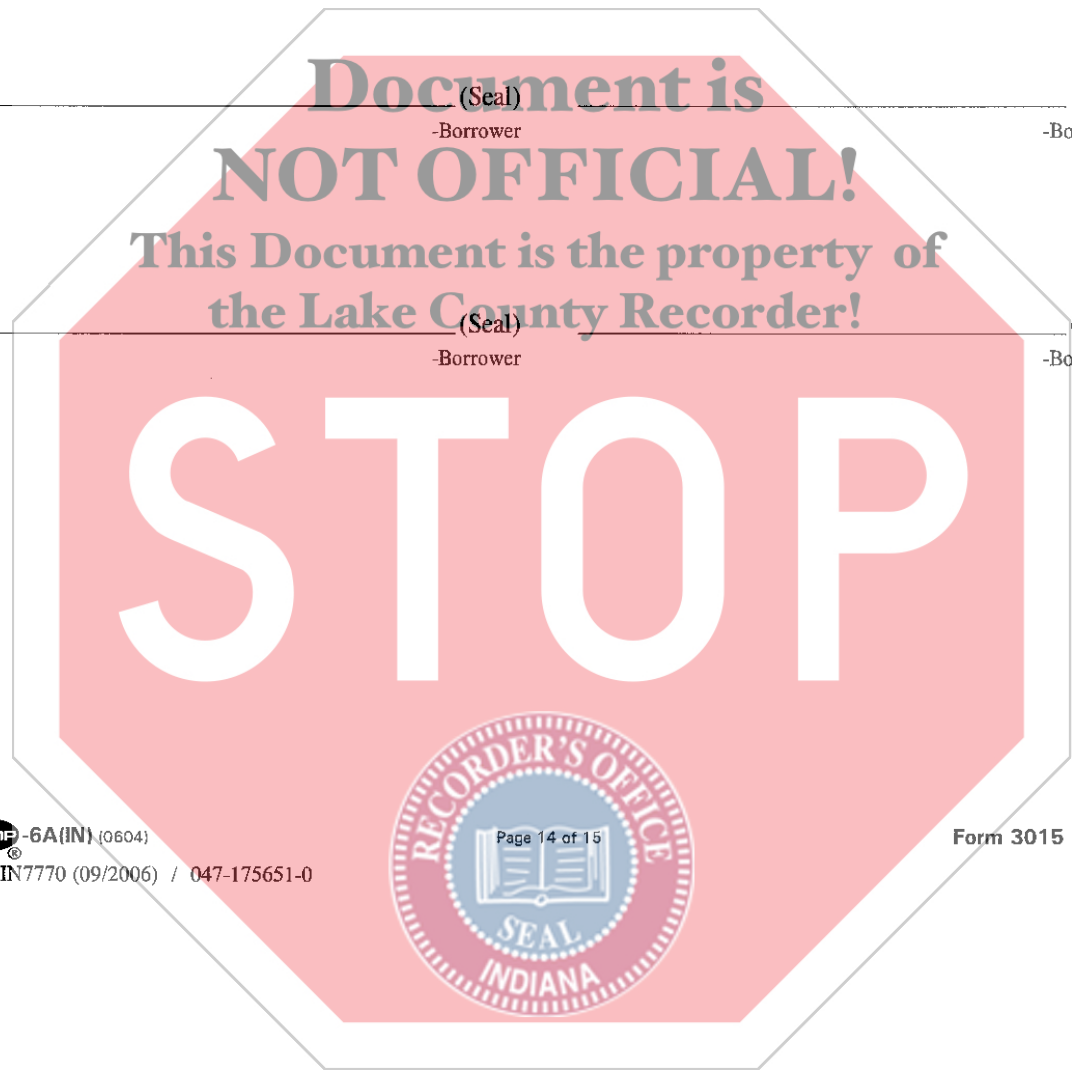 Document is
(Seal)
-Borrower -Bo
NOT OFFICIAL!
This Document is the property of
the Lake County Recorder!
(Seal)
-Borrower -Bo
STOP
RECORDER'S OFFICE
-6A(IN) (0604) Page 14 of 15 Form 3015
®
IN7770 (09/2006) / 047-175651-0
SEAL
INDIANA